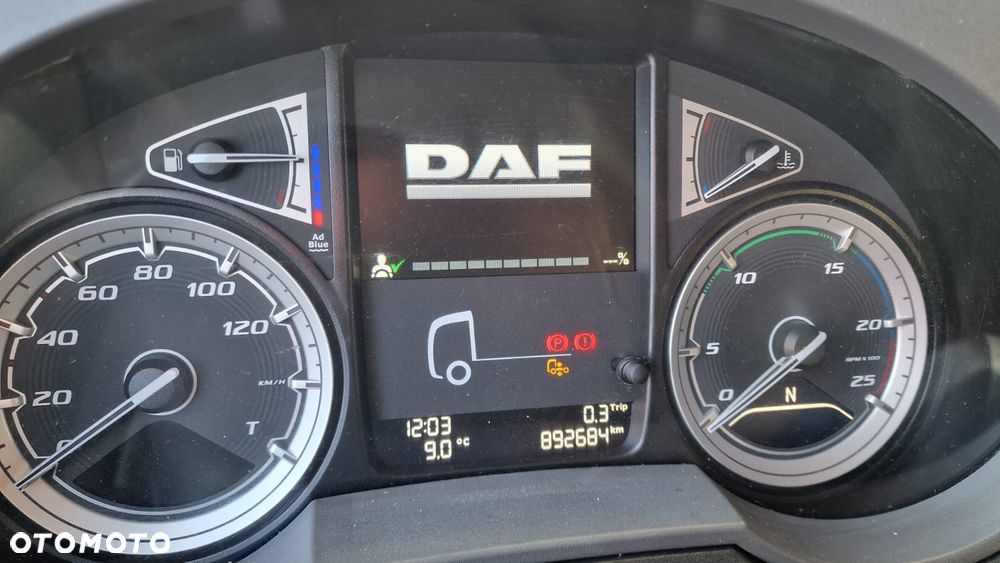 DAF
Ad
Blue
---%
0
20
40
60
80
100
120
KM/H
T
P
!
0
5
10
15
20
25
RPM X 100
N
12:03
0.3 Trip
9.0 °C
892684 km
OTOMOTO